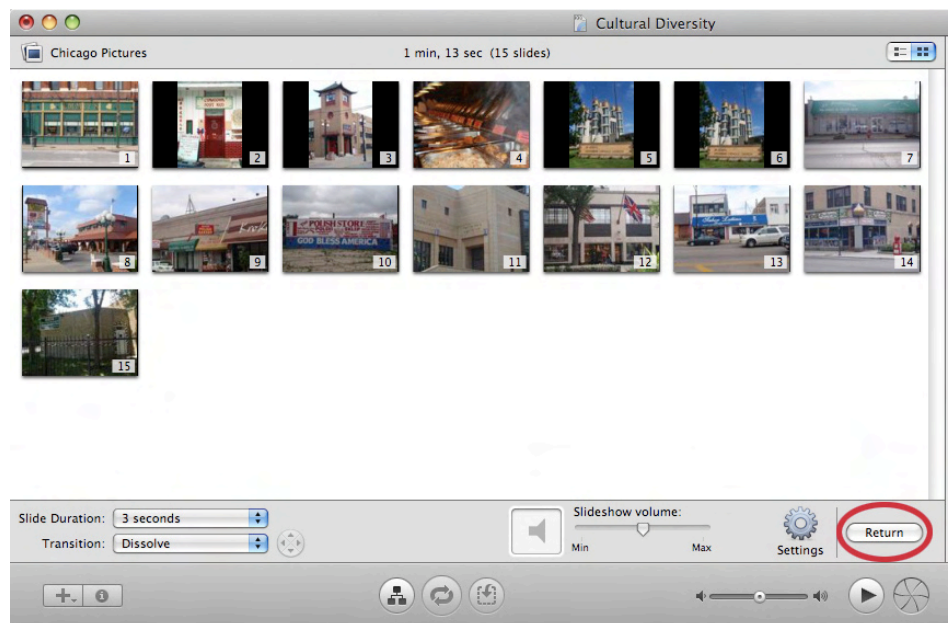 Cultural Diversity
Chicago Pictures
1 min, 13 sec (15 slides)
1
2
3
4
5
6
7
8
9
POLISH STORE
GOD BLESS AMERICA
10
11
12
13
14
15
Slide Duration: 3 seconds
Slideshow volume:
Min
Max
Transition: Dissolve
Settings
Return